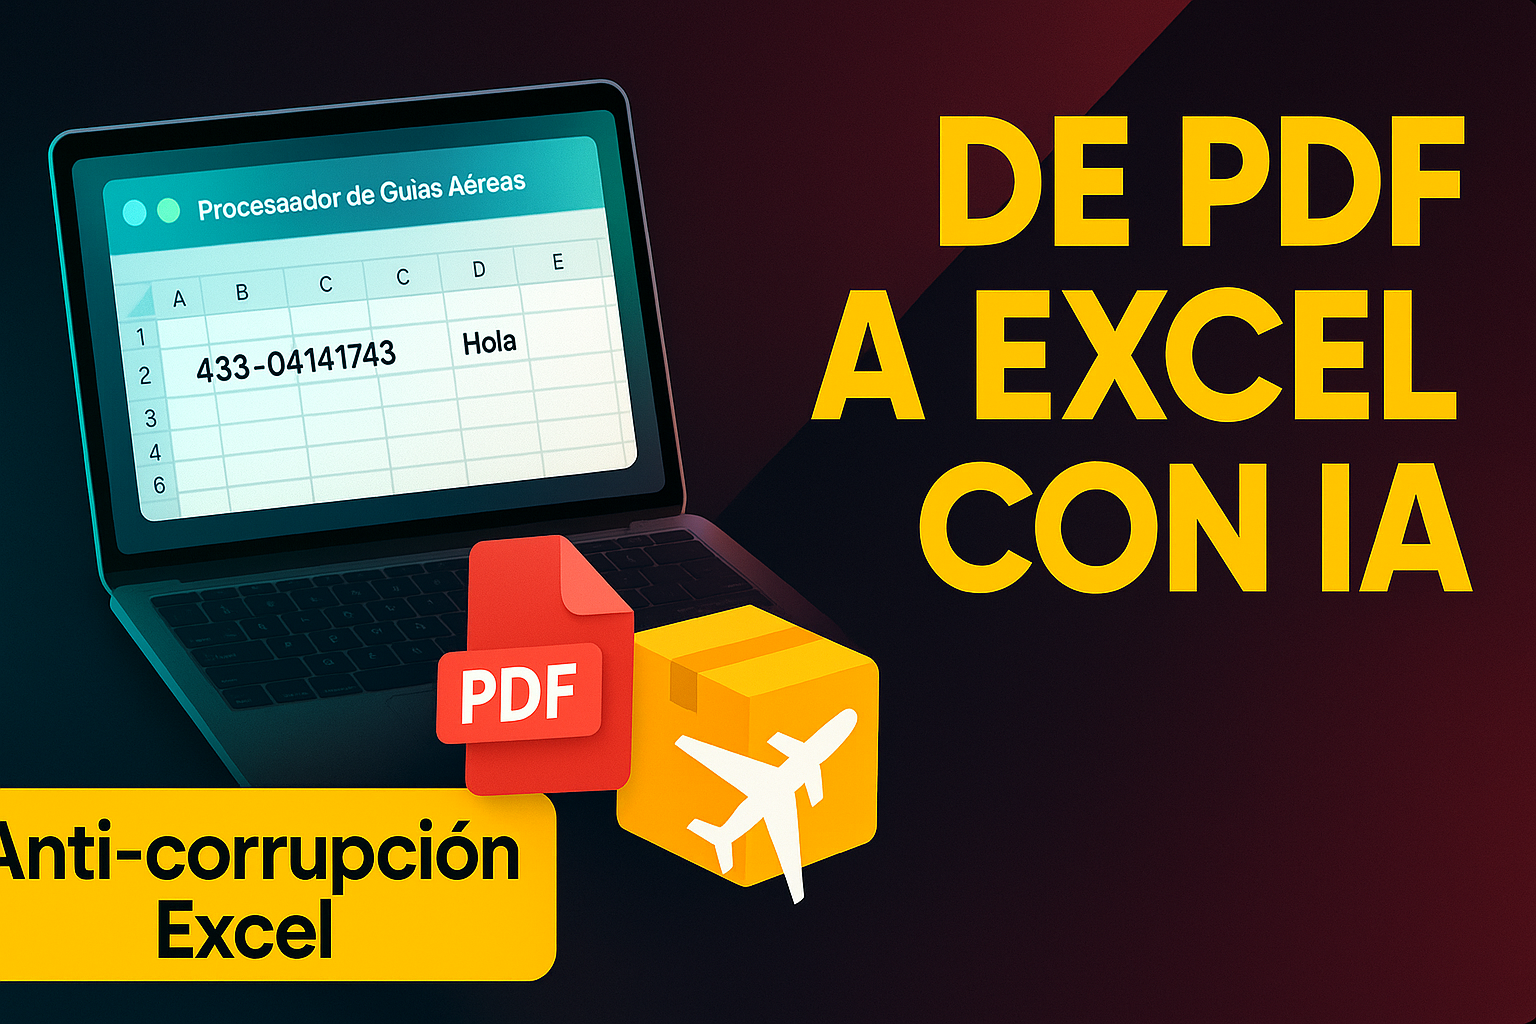 Procesaador de Guìas Aéreas
A B C C D E
1
2 433-04141743 Hola
3
4
6
DE PDF
A EXCEL
CON IA
PDF
Anti-corrupción
Excel